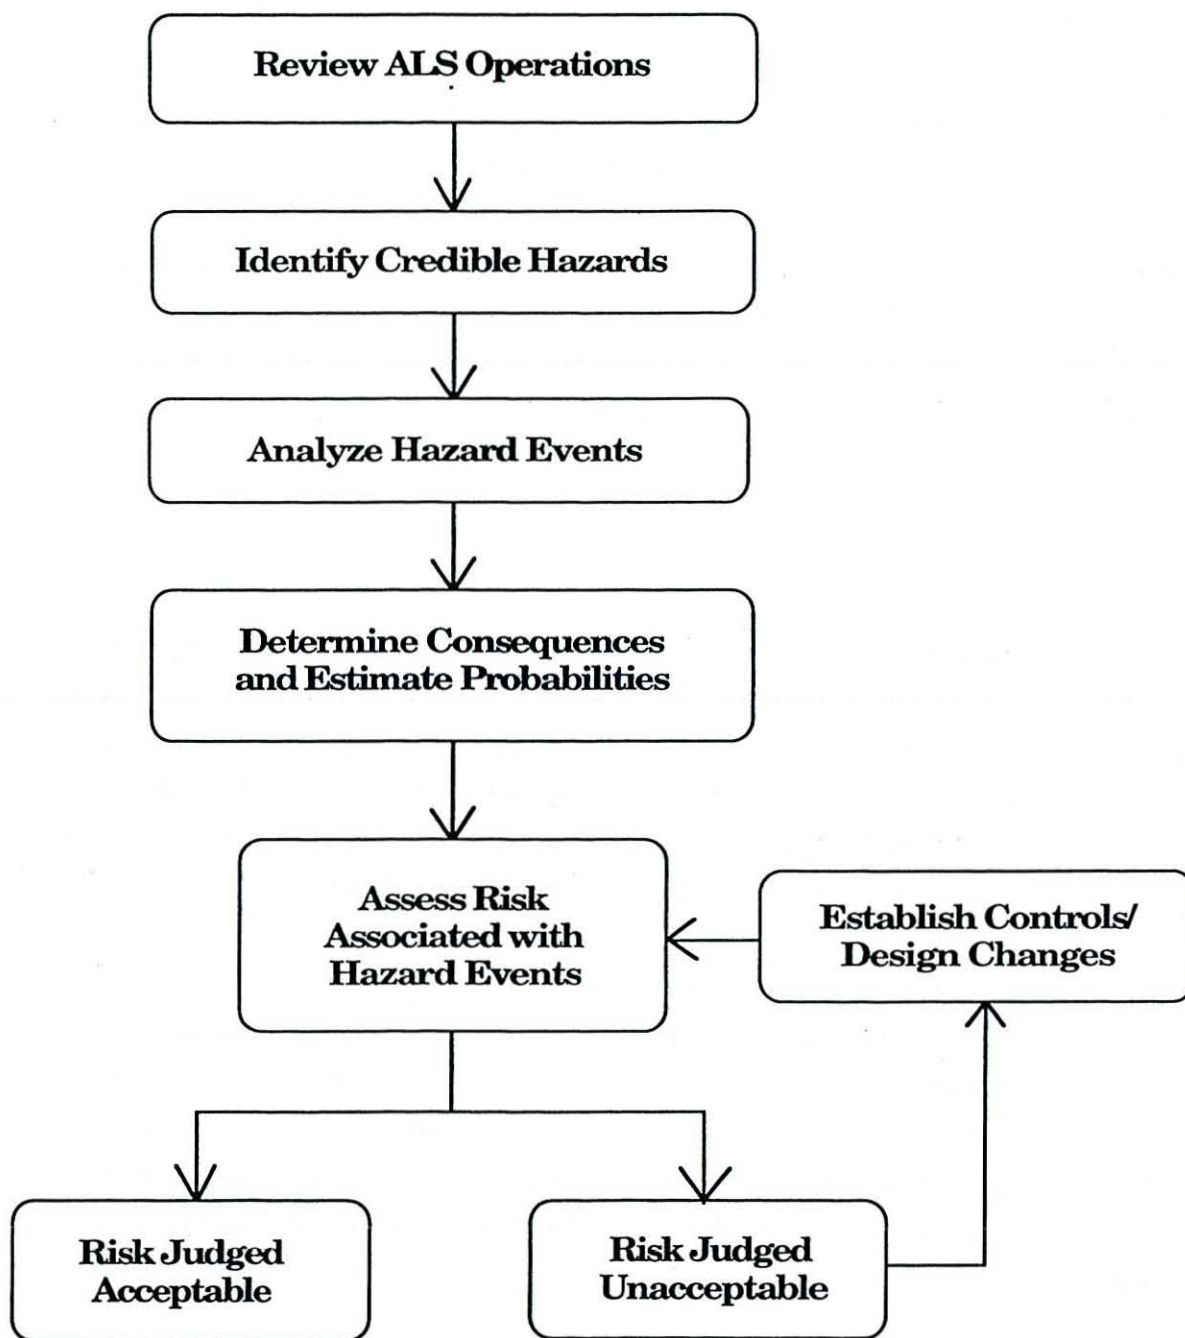 Review ALS Operations
Identify Credible Hazards
Analyze Hazard Events
Determine Consequences
and Estimate Probabilities
Assess Risk
Associated with
Hazard Events
Establish Controls/
Design Changes
Risk Judged
Acceptable
Risk Judged
Unacceptable